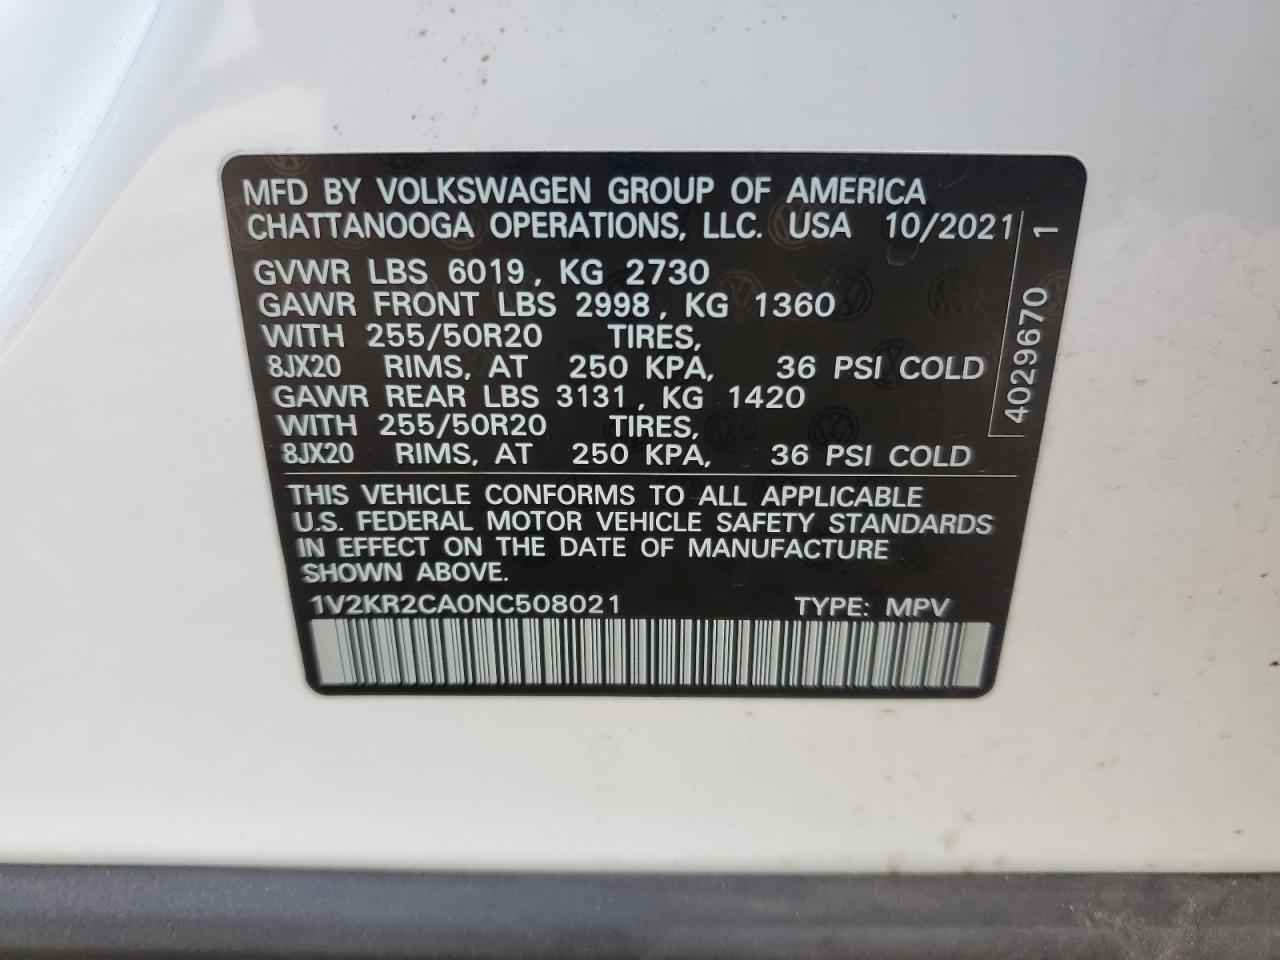 MFD BY VOLKSWAGEN GROUP OF AMERICA
CHATTANOOGA OPERATIONS, LLC. USA 10/2021
GVWR LBS 6019, KG 2730
GAWR FRONT LBS 2998, KG 1360
WITH 255/50R20 TIRES,
8JX20 RIMS, AT 250 KPA, 36 PSI COLD
GAWR REAR LBS 3131, KG 1420
WITH 255/50R20 TIRES,
8JX20 RIMS, AT 250 KPA, 36 PSI COLD
4029670 1
THIS VEHICLE CONFORMS TO ALL APPLICABLE
U.S. FEDERAL MOTOR VEHICLE SAFETY STANDARDS
IN EFFECT ON THE DATE OF MANUFACTURE
SHOWN ABOVE.
1V2KR2CA0NC508021 TYPE: MPV